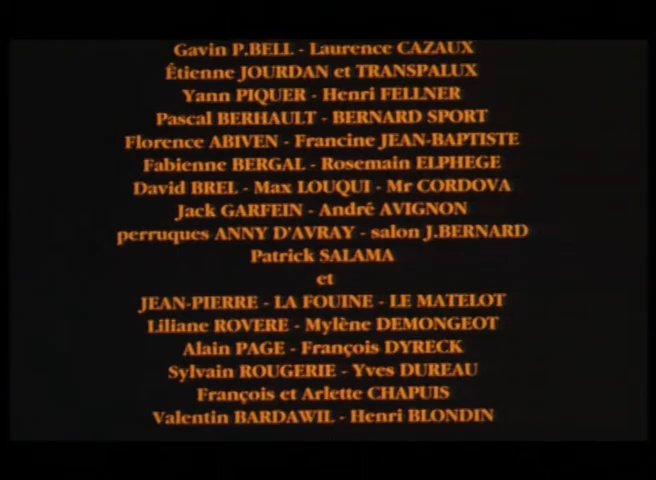 Gavin P.BELL - Laurence CAZAUX
Étienne JOURDAN et TRANSPALUX
Yann PIQUER - Henri FELLNER
Pascal BERHAULT - BERNARD SPORT
Florence ABIVEN - Francine JEAN-BAPTISTE
Fabienne BERGAL - Rosemain ELPHEGE
David BREL - Max LOUQUI - Mr CORDOVA
Jack GARFEIN - André AVIGNON
perruques ANNY D'AVRAY - salon J.BERNARD
Patrick SALAMA
et
JEAN-PIERRE - LA FOUINE - LE MATELOT
Liliane ROVERE - Mylène DEMONGEOT
Alain PAGE - François DYRECK
Sylvain ROUGERIE - Yves DUREAU
François et Arlette CHAPUIS
Valentin BARDAWIL - Henri BLONDIN